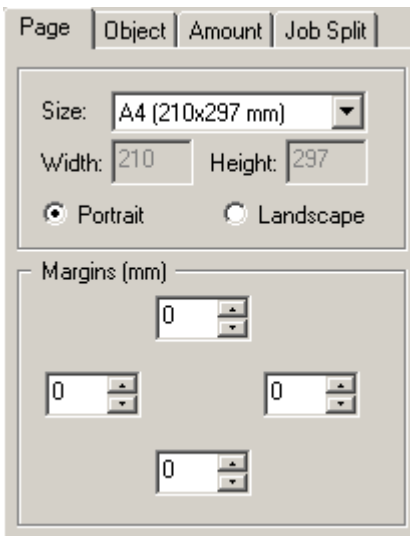 Page Object Amount Job Split
Size: A4 (210x297 mm)
Width: 210 Height: 297
Portrait Landscape
Margins (mm)
0
0 0
0